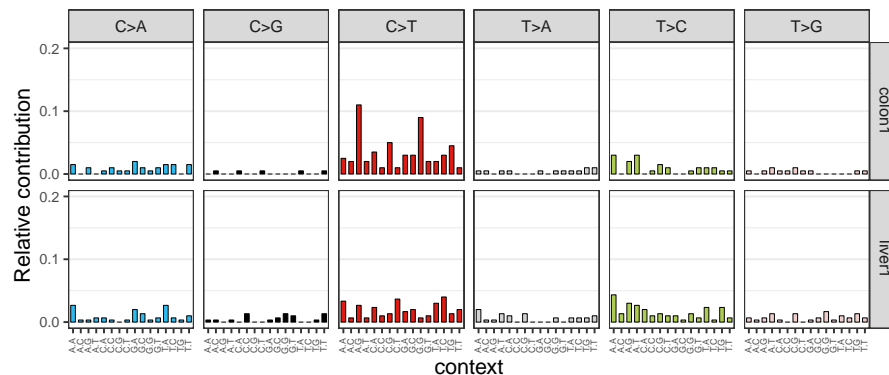 C>A C>G C>T T>A T>C T>G
0.2
0.1
0.0
colon1
0.2
0.1
0.0
liver1
Relative contribution
A.A A.C A.G A.T C.A C.C C.G C.T G.A G.C G.G G.T T.A T.C T.G T.T A.A A.C A.G A.T C.A C.C C.G C.T G.A G.C G.G G.T T.A T.C T.G T.T A.A A.C A.G A.T C.A C.C C.G C.T G.A G.C G.G G.T T.A T.C T.G T.T A.A A.C A.G A.T C.A C.C C.G C.T G.A G.C G.G G.T T.A T.C T.G T.T A.A A.C A.G A.T C.A C.C C.G C.T G.A G.C G.G G.T T.A T.C T.G T.T A.A A.C A.G A.T C.A C.C C.G C.T G.A G.C G.G G.T T.A T.C T.G T.T
context